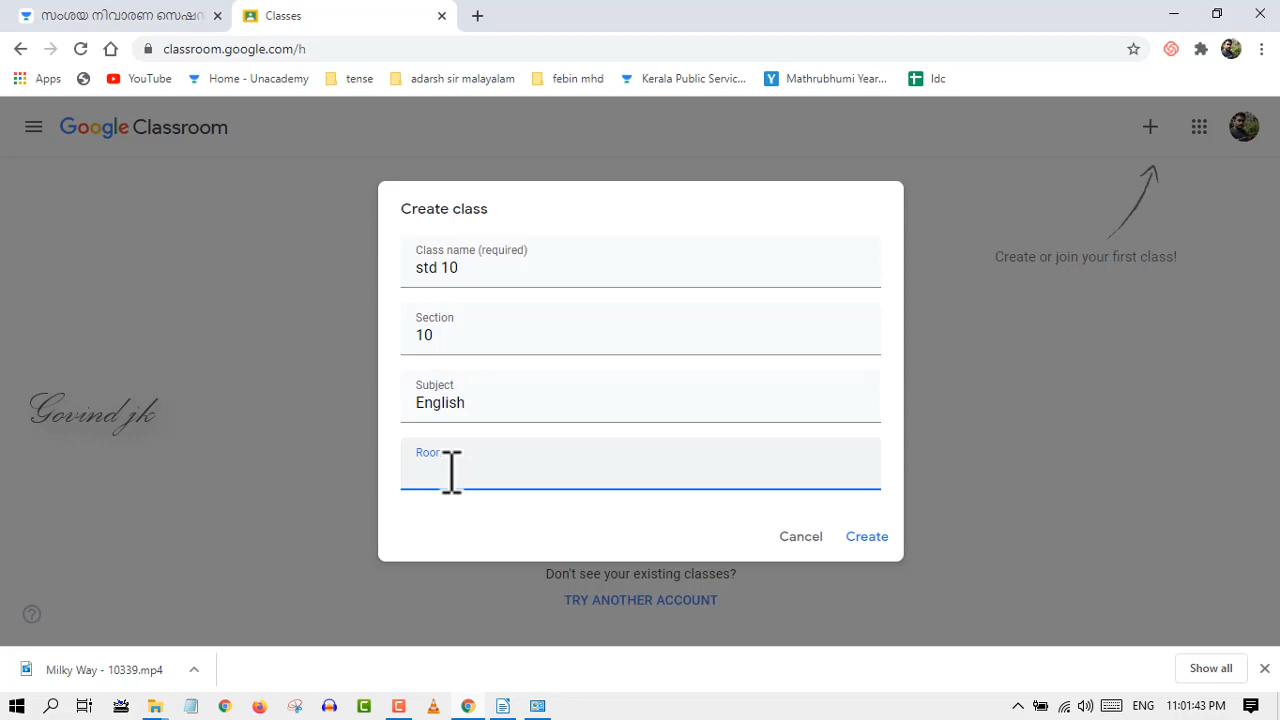 സംശയ നിവാരണ സെഷ
Classes
classroom.google.com/h
Apps
YouTube
Home - Unacademy
tense
adarsh sir malayalam
febin mhd
Kerala Public Servic...
Mathrubhumi Year...
ldc
Google Classroom
Create class
Class name (required)
std 10
Create or join your first class!
Section
10
Subject
English
Govind jk
Roor
Cancel
Create
Don't see your existing classes?
TRY ANOTHER ACCOUNT
Milky Way - 10339.mp4
Show all
ENG
11:01:43 PM